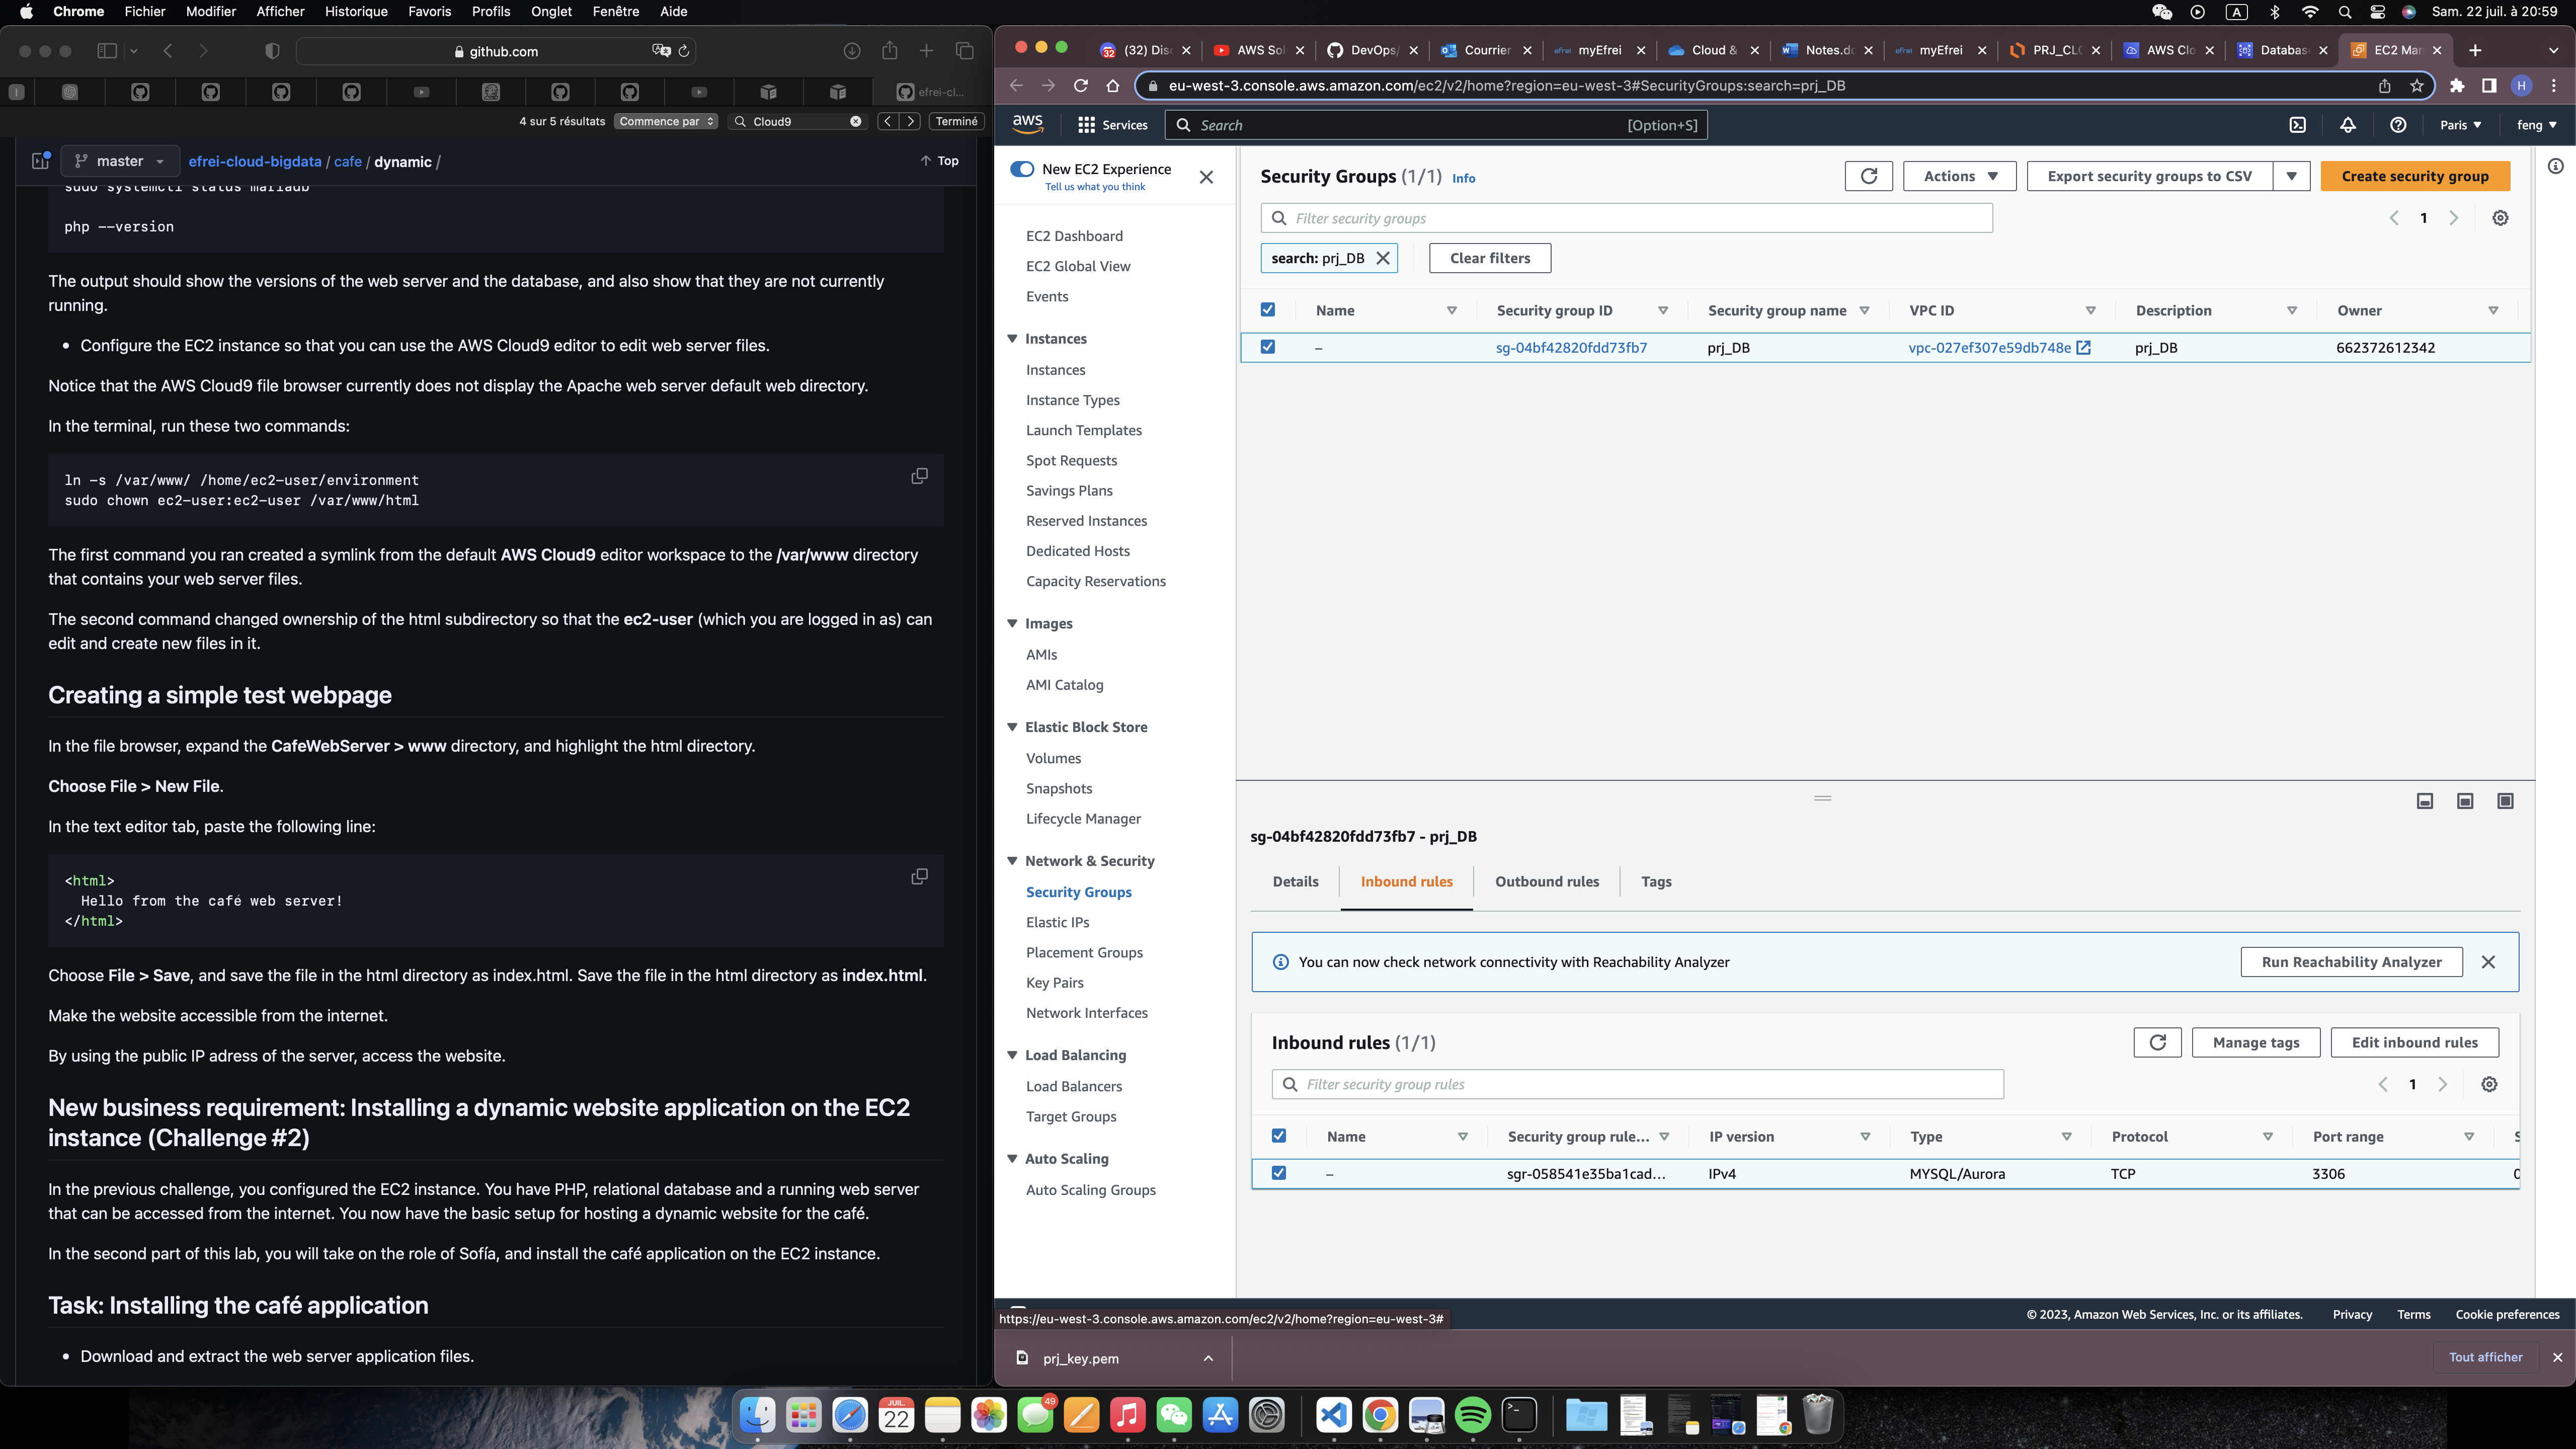 Chrome Fichier Modifier Afficher Historique Favoris Profils Onglet Fenêtre Aide
A
Sam. 22 juil. à 20:59
github.com
efrei-cl...
4 sur 5 résultats Commence par Cloud9 Terminé
master efrei-cloud-bigdata / cafe / dynamic / Top
sudo systemctl status mariadb
php --version
The output should show the versions of the web server and the database, and also show that they are not currently
running.
• Configure the EC2 instance so that you can use the AWS Cloud9 editor to edit web server files.
Notice that the AWS Cloud9 file browser currently does not display the Apache web server default web directory.
In the terminal, run these two commands:
ln -s /var/www/ /home/ec2-user/environment
sudo chown ec2-user:ec2-user /var/www/html
The first command you ran created a symlink from the default AWS Cloud9 editor workspace to the /var/www directory
that contains your web server files.
The second command changed ownership of the html subdirectory so that the ec2-user (which you are logged in as) can
edit and create new files in it.
Creating a simple test webpage
In the file browser, expand the CafeWebServer > www directory, and highlight the html directory.
Choose File > New File.
In the text editor tab, paste the following line:
<html>
Hello from the café web server!
</html>
Choose File > Save, and save the file in the html directory as index.html. Save the file in the html directory as index.html.
Make the website accessible from the internet.
By using the public IP adress of the server, access the website.
New business requirement: Installing a dynamic website application on the EC2
instance (Challenge #2)
In the previous challenge, you configured the EC2 instance. You have PHP, relational database and a running web server
that can be accessed from the internet. You now have the basic setup for hosting a dynamic website for the café.
In the second part of this lab, you will take on the role of Sofía, and install the café application on the EC2 instance.
Task: Installing the café application
• Download and extract the web server application files.
32 (32) Disc AWS Sol DevOps/ Courrier efrei myEfrei Cloud & Notes.do efrei myEfrei PRJ_CLO AWS Clo Databas EC2 Man
eu-west-3.console.aws.amazon.com/ec2/v2/home?region=eu-west-3#SecurityGroups:search=prj_DB
H
aws Services Search [Option+S] Paris feng
New EC2 Experience
Tell us what you think
EC2 Dashboard
EC2 Global View
Events
Instances
Instances
Instance Types
Launch Templates
Spot Requests
Savings Plans
Reserved Instances
Dedicated Hosts
Capacity Reservations
Images
AMIs
AMI Catalog
Elastic Block Store
Volumes
Snapshots
Lifecycle Manager
Network & Security
Security Groups
Elastic IPs
Placement Groups
Key Pairs
Network Interfaces
Load Balancing
Load Balancers
Target Groups
Auto Scaling
Auto Scaling Groups
Security Groups (1/1) Info
Actions Export security groups to CSV Create security group
Filter security groups
1
search: prj_DB Clear filters
Name Security group ID Security group name VPC ID Description Owner
– sg-04bf42820fdd73fb7 prj_DB vpc-027ef307e59db748e prj_DB 662372612342
sg-04bf42820fdd73fb7 - prj_DB
Details Inbound rules Outbound rules Tags
You can now check network connectivity with Reachability Analyzer Run Reachability Analyzer
Inbound rules (1/1) Manage tags Edit inbound rules
Filter security group rules
1
Name Security group rule... IP version Type Protocol Port range
– sgr-058541e35ba1cad... IPv4 MYSQL/Aurora TCP 3306
© 2023, Amazon Web Services, Inc. or its affiliates. Privacy Terms Cookie preferences
https://eu-west-3.console.aws.amazon.com/ec2/v2/home?region=eu-west-3#
prj_key.pem
Tout afficher
JUIL.
22
49